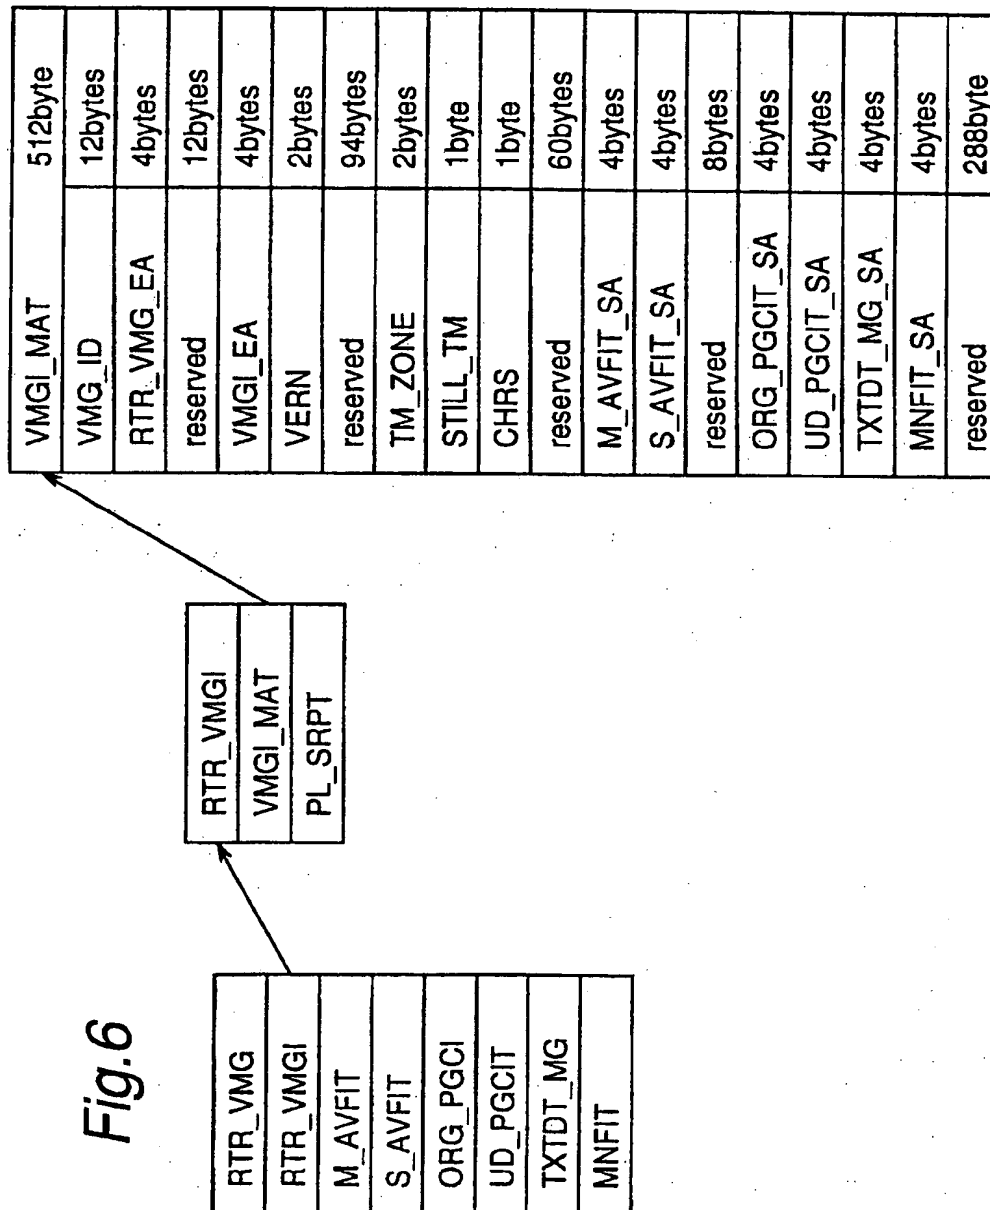 Fig.6
RTR_VMG
RTR_VMGI
M_AVFIT
S_AVFIT
ORG_PGCI
UD_PGCIT
TXTDT_MG
MNFIT
RTR_VMGI
VMGI_MAT
PL_SRPT
VMGI_MAT 512byte
VMG_ID 12bytes
RTR_VMG_EA 4bytes
reserved 12bytes
VMGI_EA 4bytes
VERN 2bytes
reserved 94bytes
TM_ZONE 2bytes
STILL_TM 1byte
CHRS 1byte
reserved 60bytes
M_AVFIT_SA 4bytes
S_AVFIT_SA 4bytes
reserved 8bytes
ORG_PGCIT_SA 4bytes
UD_PGCIT_SA 4bytes
TXTDT_MG_SA 4bytes
MNFIT_SA 4bytes
reserved 288byte